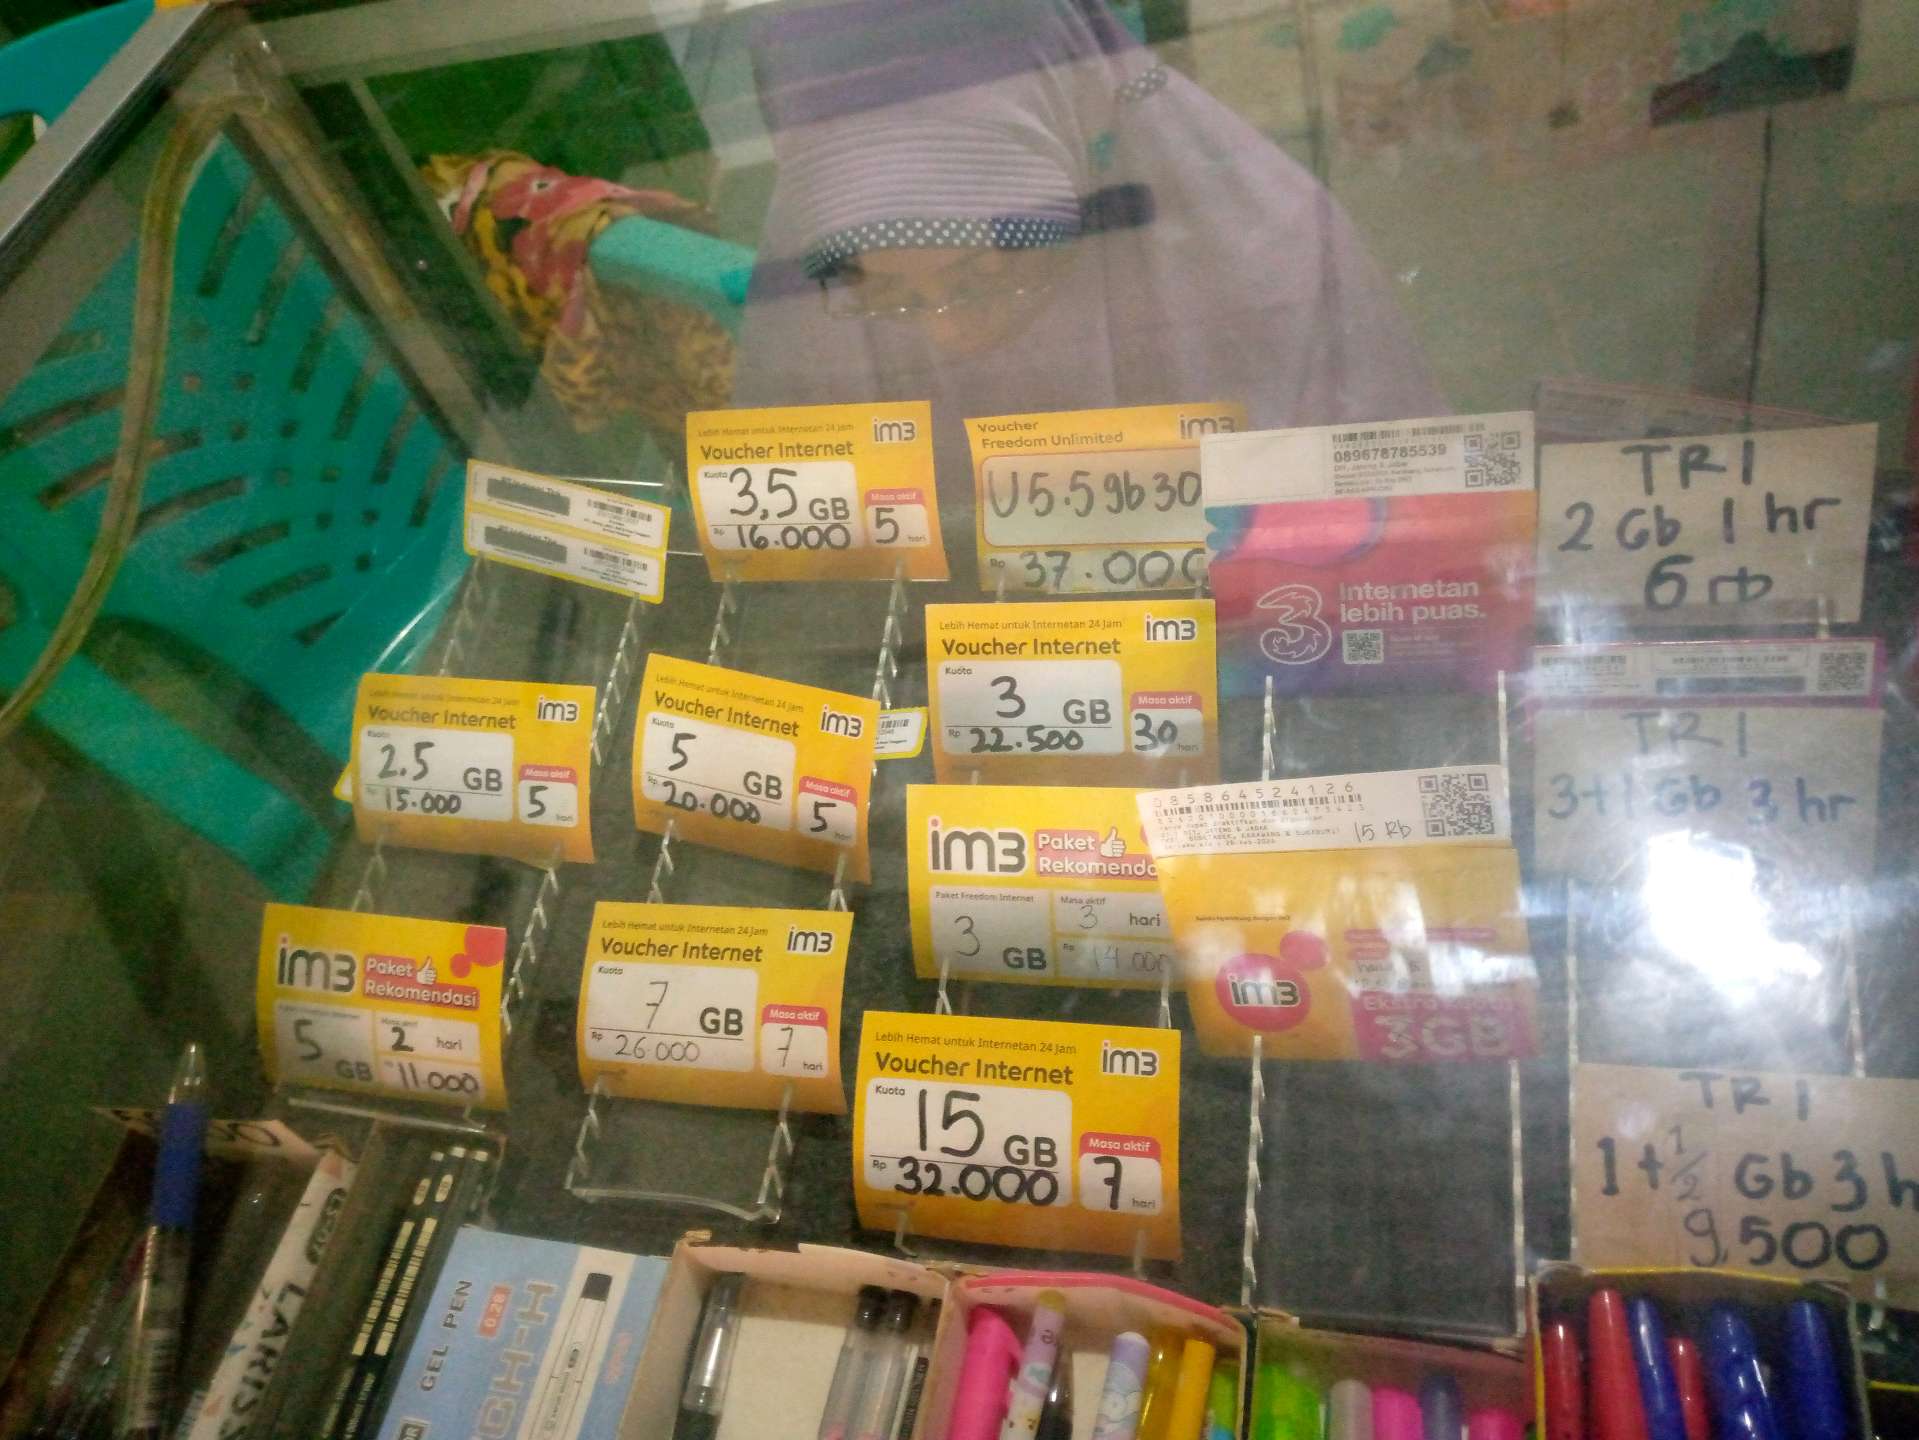 Lebih Hemat untuk Internetan 24 Jam
im3
Voucher Internet
Kuota
3,5 GB
Rp 16.000
Masa aktif
5 hari
Voucher
Freedom Unlimited
im3
U5.5gb30
Rp 37.000
089678785539
3
Internetan
lebih puas.
TRI
2 Gb 1 hr
6 rb
Lebih Hemat untuk Internetan 24 Jam
im3
Voucher Internet
Kuota
2.5 GB
Rp 15.000
Masa aktif
5 hari
Lebih Hemat untuk Internetan 24 Jam
Voucher Internet
im3
Kuota
5 GB
Rp 20.000
Masa aktif
5 hari
Lebih Hemat untuk Internetan 24 Jam
im3
Voucher Internet
Kuota
3 GB
Rp 22.500
Masa aktif
30 hari
TRI
Gb 3 hr
im3
Paket
Rekomendasi
5 GB
2 hari
11.000
Lebih Hemat untuk Internetan 24 Jam
im3
Voucher Internet
Kuota
7 GB
Rp 26.000
Masa aktif
7 hari
im3
Paket
Paket Freedom Internet
Masa aktif
3 GB
3 hari
Rp 14 000
085864524126
15 Rb
im3
3GB
Lebih Hemat untuk Internetan 24 Jam
im3
Voucher Internet
Kuota
15 GB
Rp 32.000
Masa aktif
7 hari
TRI
1+1/2 Gb 3 h
9.500
GEL PEN
0.28